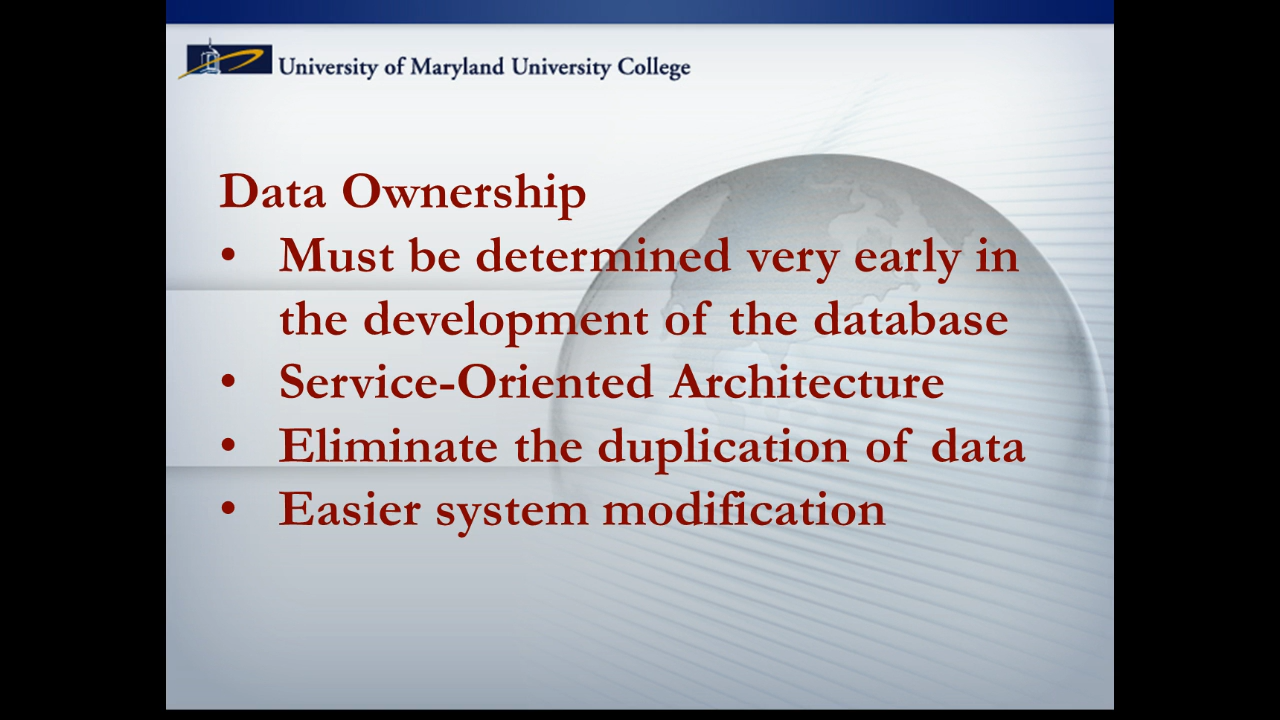 University of Maryland University College
Data Ownership
• Must be determined very early in
the development of the database
• Service-Oriented Architecture
• Eliminate the duplication of data
• Easier system modification